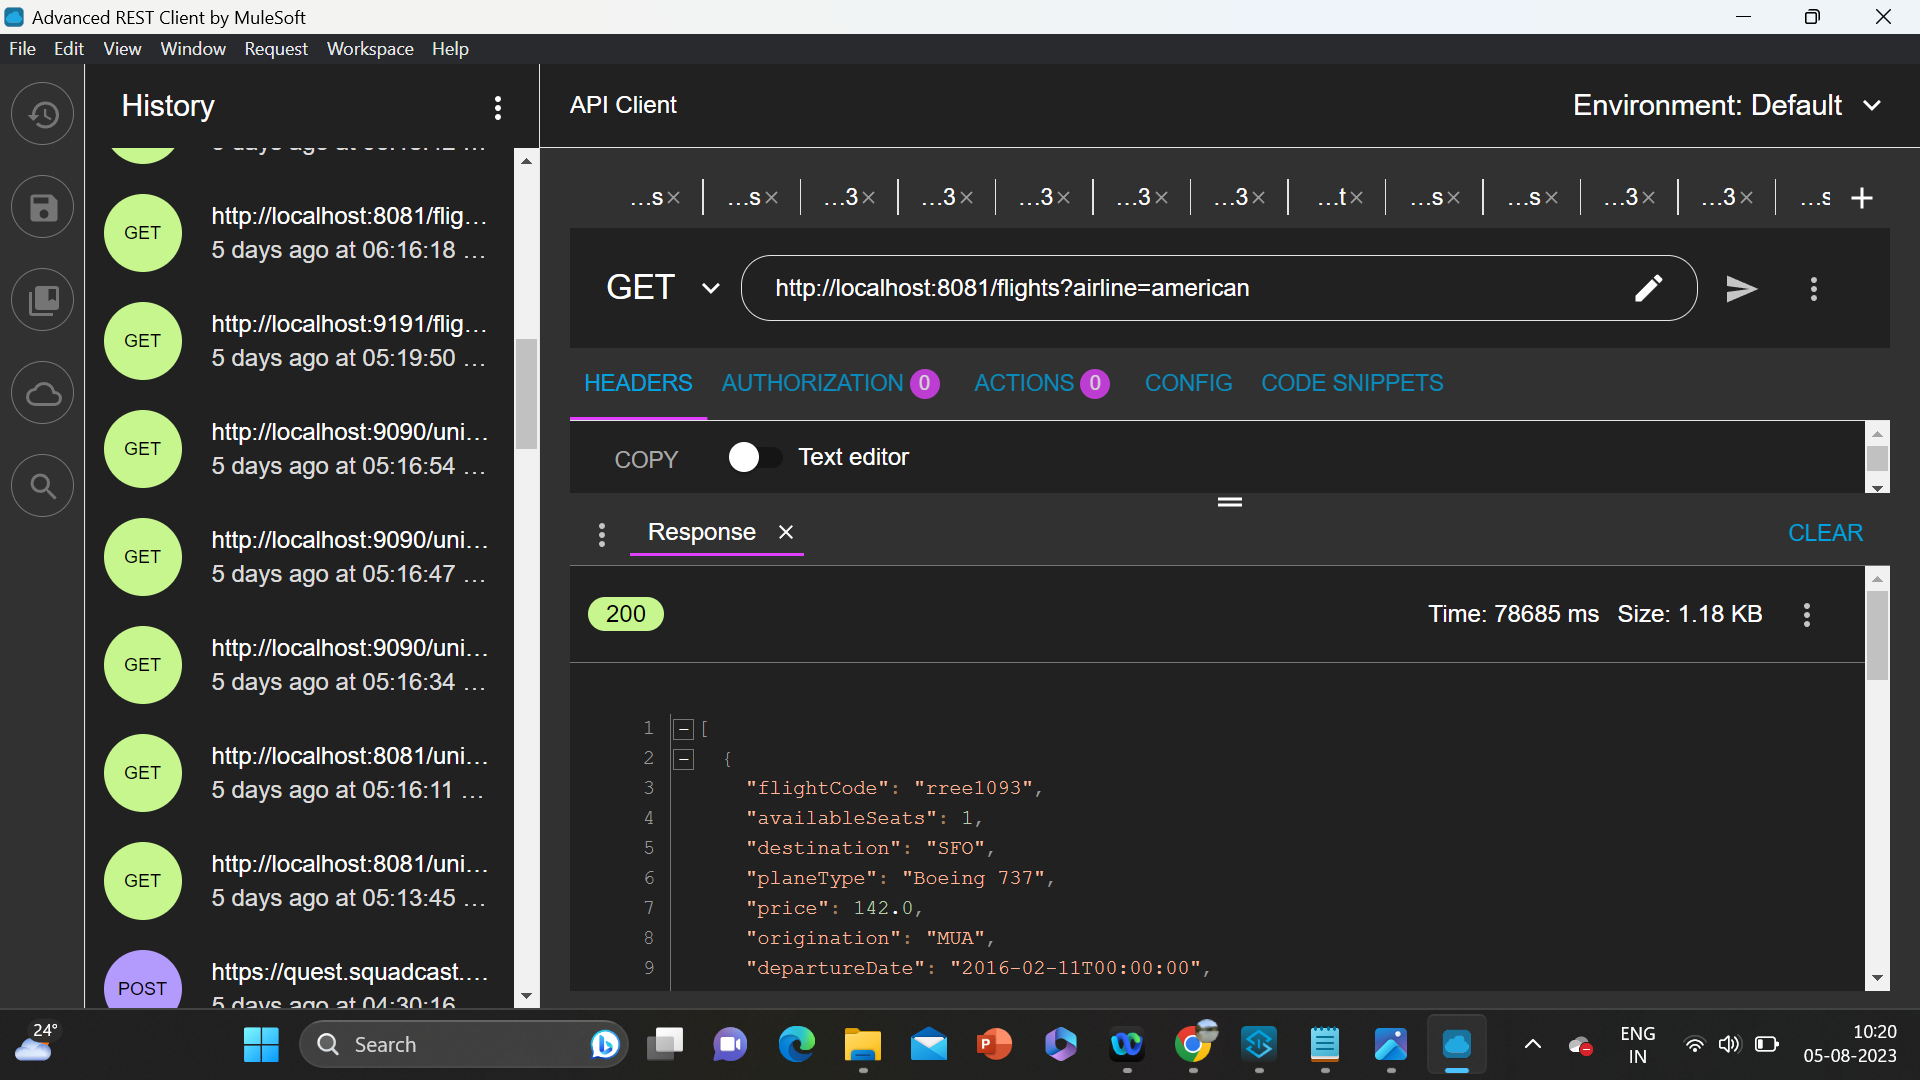 Advanced REST Client by MuleSoft
File Edit View Window Request Workspace Help
History
API Client
Environment: Default
...s× ...s× ...3× ...3× ...3× ...3× ...3× ...t× ...s× ...s× ...3× ...3× ...s +
GET http://localhost:8081/flig...
5 days ago at 06:16:18 ...
GET http://localhost:9191/flig...
5 days ago at 05:19:50 ...
GET http://localhost:9090/uni...
5 days ago at 05:16:54 ...
GET http://localhost:9090/uni...
5 days ago at 05:16:47 ...
GET http://localhost:9090/uni...
5 days ago at 05:16:34 ...
GET http://localhost:8081/uni...
5 days ago at 05:16:11 ...
GET http://localhost:8081/uni...
5 days ago at 05:13:45 ...
POST https://quest.squadcast....
5 days ago at 04:30:16
GET http://localhost:8081/flights?airline=american
HEADERS AUTHORIZATION 0 ACTIONS 0 CONFIG CODE SNIPPETS
COPY Text editor
Response × CLEAR
200 Time: 78685 ms Size: 1.18 KB
1 [
2 {
3 "flightCode": "rree1093",
4 "availableSeats": 1,
5 "destination": "SFO",
6 "planeType": "Boeing 737",
7 "price": 142.0,
8 "origination": "MUA",
9 "departureDate": "2016-02-11T00:00:00",
24°
Search
ENG
IN
10:20
05-08-2023